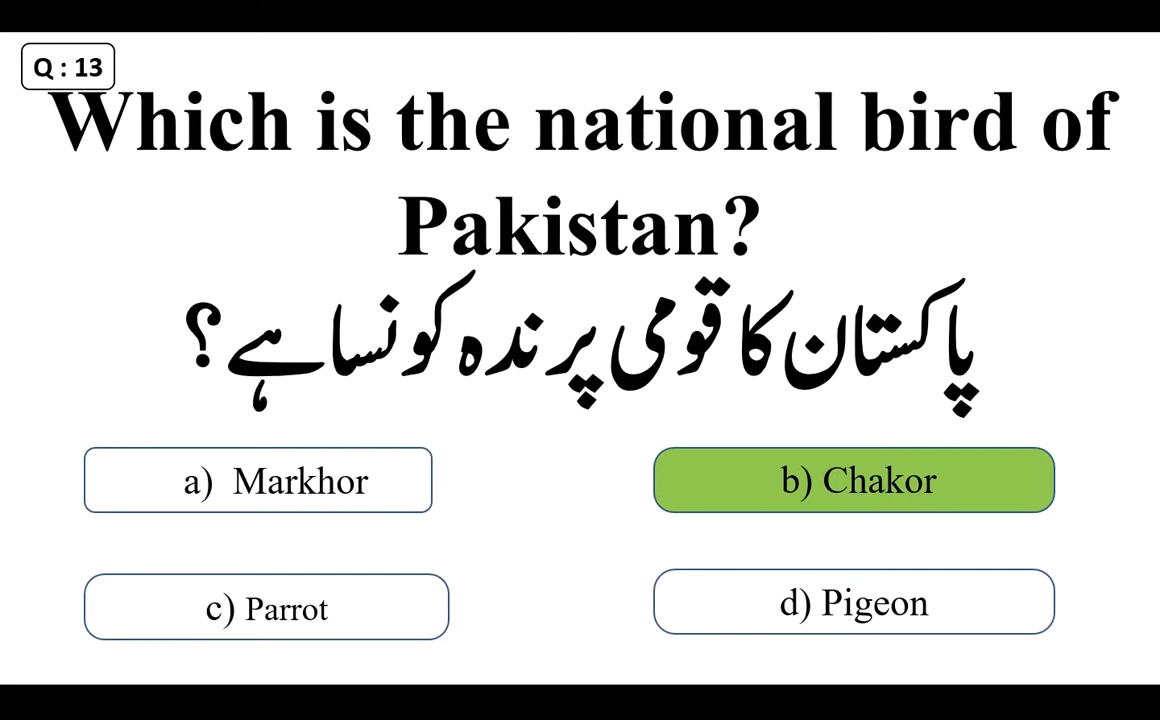 Q : 13
Which is the national bird of
Pakistan?
پاکستان کا قومی پرندہ کونسا ہے؟
a) Markhor
b) Chakor
c) Parrot
d) Pigeon